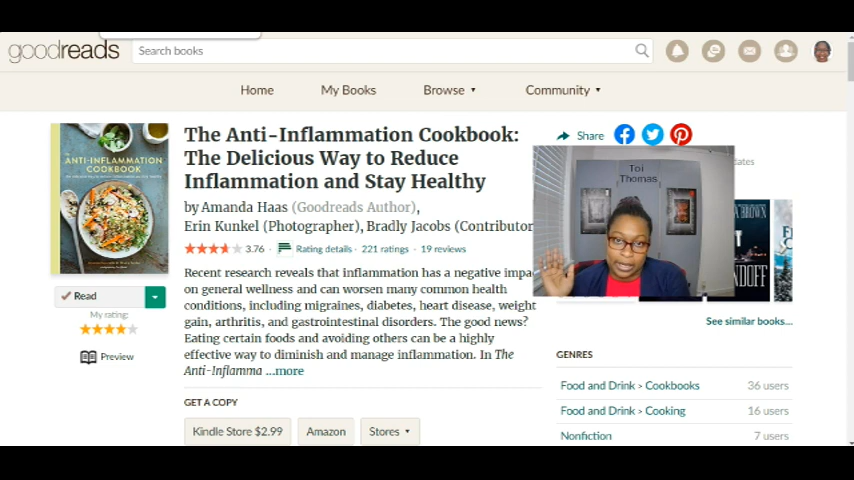 goodreads
Search books
Home
My Books
Browse
Community
ANTI-INFLAMMATION
COOKBOOK
The Anti-Inflammation Cookbook:
The Delicious Way to Reduce
Inflammation and Stay Healthy
by Amanda Haas (Goodreads Author),
Erin Kunkel (Photographer), Bradly Jacobs (Contributor
3.76 · Rating details · 221 ratings · 19 reviews
Recent research reveals that inflammation has a negative impa
on general wellness and can worsen many common health
conditions, including migraines, diabetes, heart disease, weight
gain, arthritis, and gastrointestinal disorders. The good news?
Eating certain foods and avoiding others can be a highly
effective way to diminish and manage inflammation. In The
Anti-Inflamma ...more
Read
My rating:
Preview
GET A COPY
Kindle Store $2.99
Amazon
Stores
Share
dates
Toi
Thomas
BROWN
NDOFF
See similar books...
GENRES
Food and Drink > Cookbooks 36 users
Food and Drink > Cooking 16 users
Nonfiction 7 users